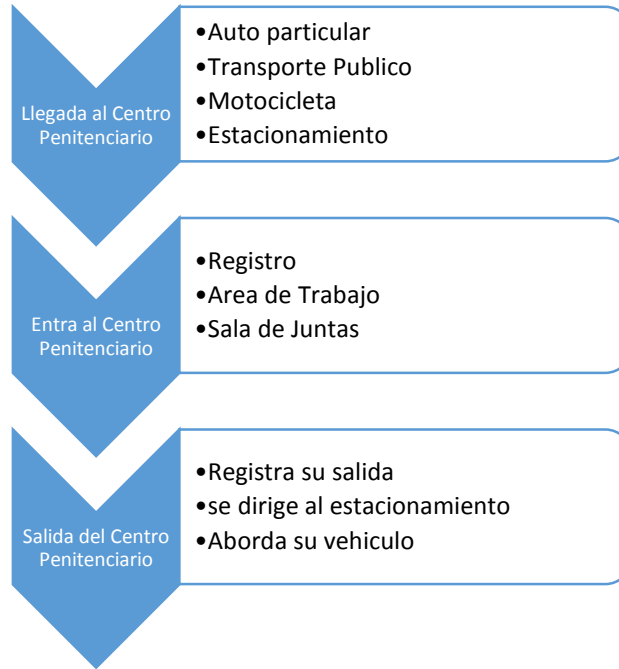 Llegada al Centro
Penitenciario
•Auto particular
•Transporte Publico
•Motocicleta
•Estacionamiento
Entra al Centro
Penitenciario
•Registro
•Area de Trabajo
•Sala de Juntas
Salida del Centro
Penitenciario
•Registra su salida
•se dirige al estacionamiento
•Aborda su vehiculo